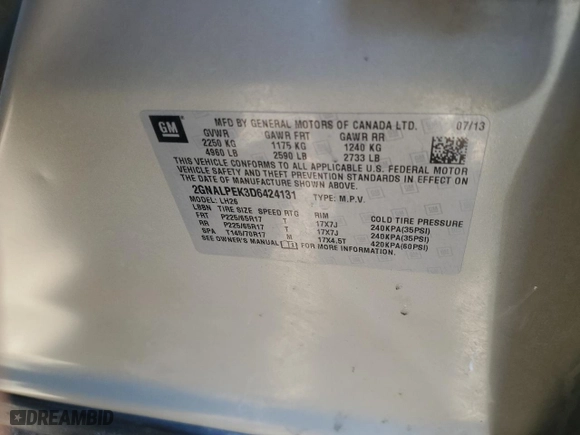 GM
MFD BY GENERAL MOTORS OF CANADA LTD. 07/13
GVWR GAWR FRT GAWR RR
2250 KG 1175 KG 1240 KG
4960 LB 2590 LB 2733 LB
THIS VEHICLE CONFORMS TO ALL APPLICABLE U.S. FEDERAL MOTOR
VEHICLE SAFETY AND THEFT PREVENTION STANDARDS IN EFFECT ON
THE DATE OF MANUFACTURE SHOWN ABOVE.
2GNALPEK3D6424131 TYPE: M.P.V.
MODEL: LH26
LBBN TIRE SIZE SPEED RTG RIM COLD TIRE PRESSURE
FRT P225/65R17 T 17X7J 240KPA(35PSI)
RR P225/65R17 T 17X7J 240KPA(35PSI)
SPA T145/70R17 M 17X4.5T 420KPA(60PSI)
SEE OWNER'S MANUAL FOR MORE INFORMATION.
DREAMBID